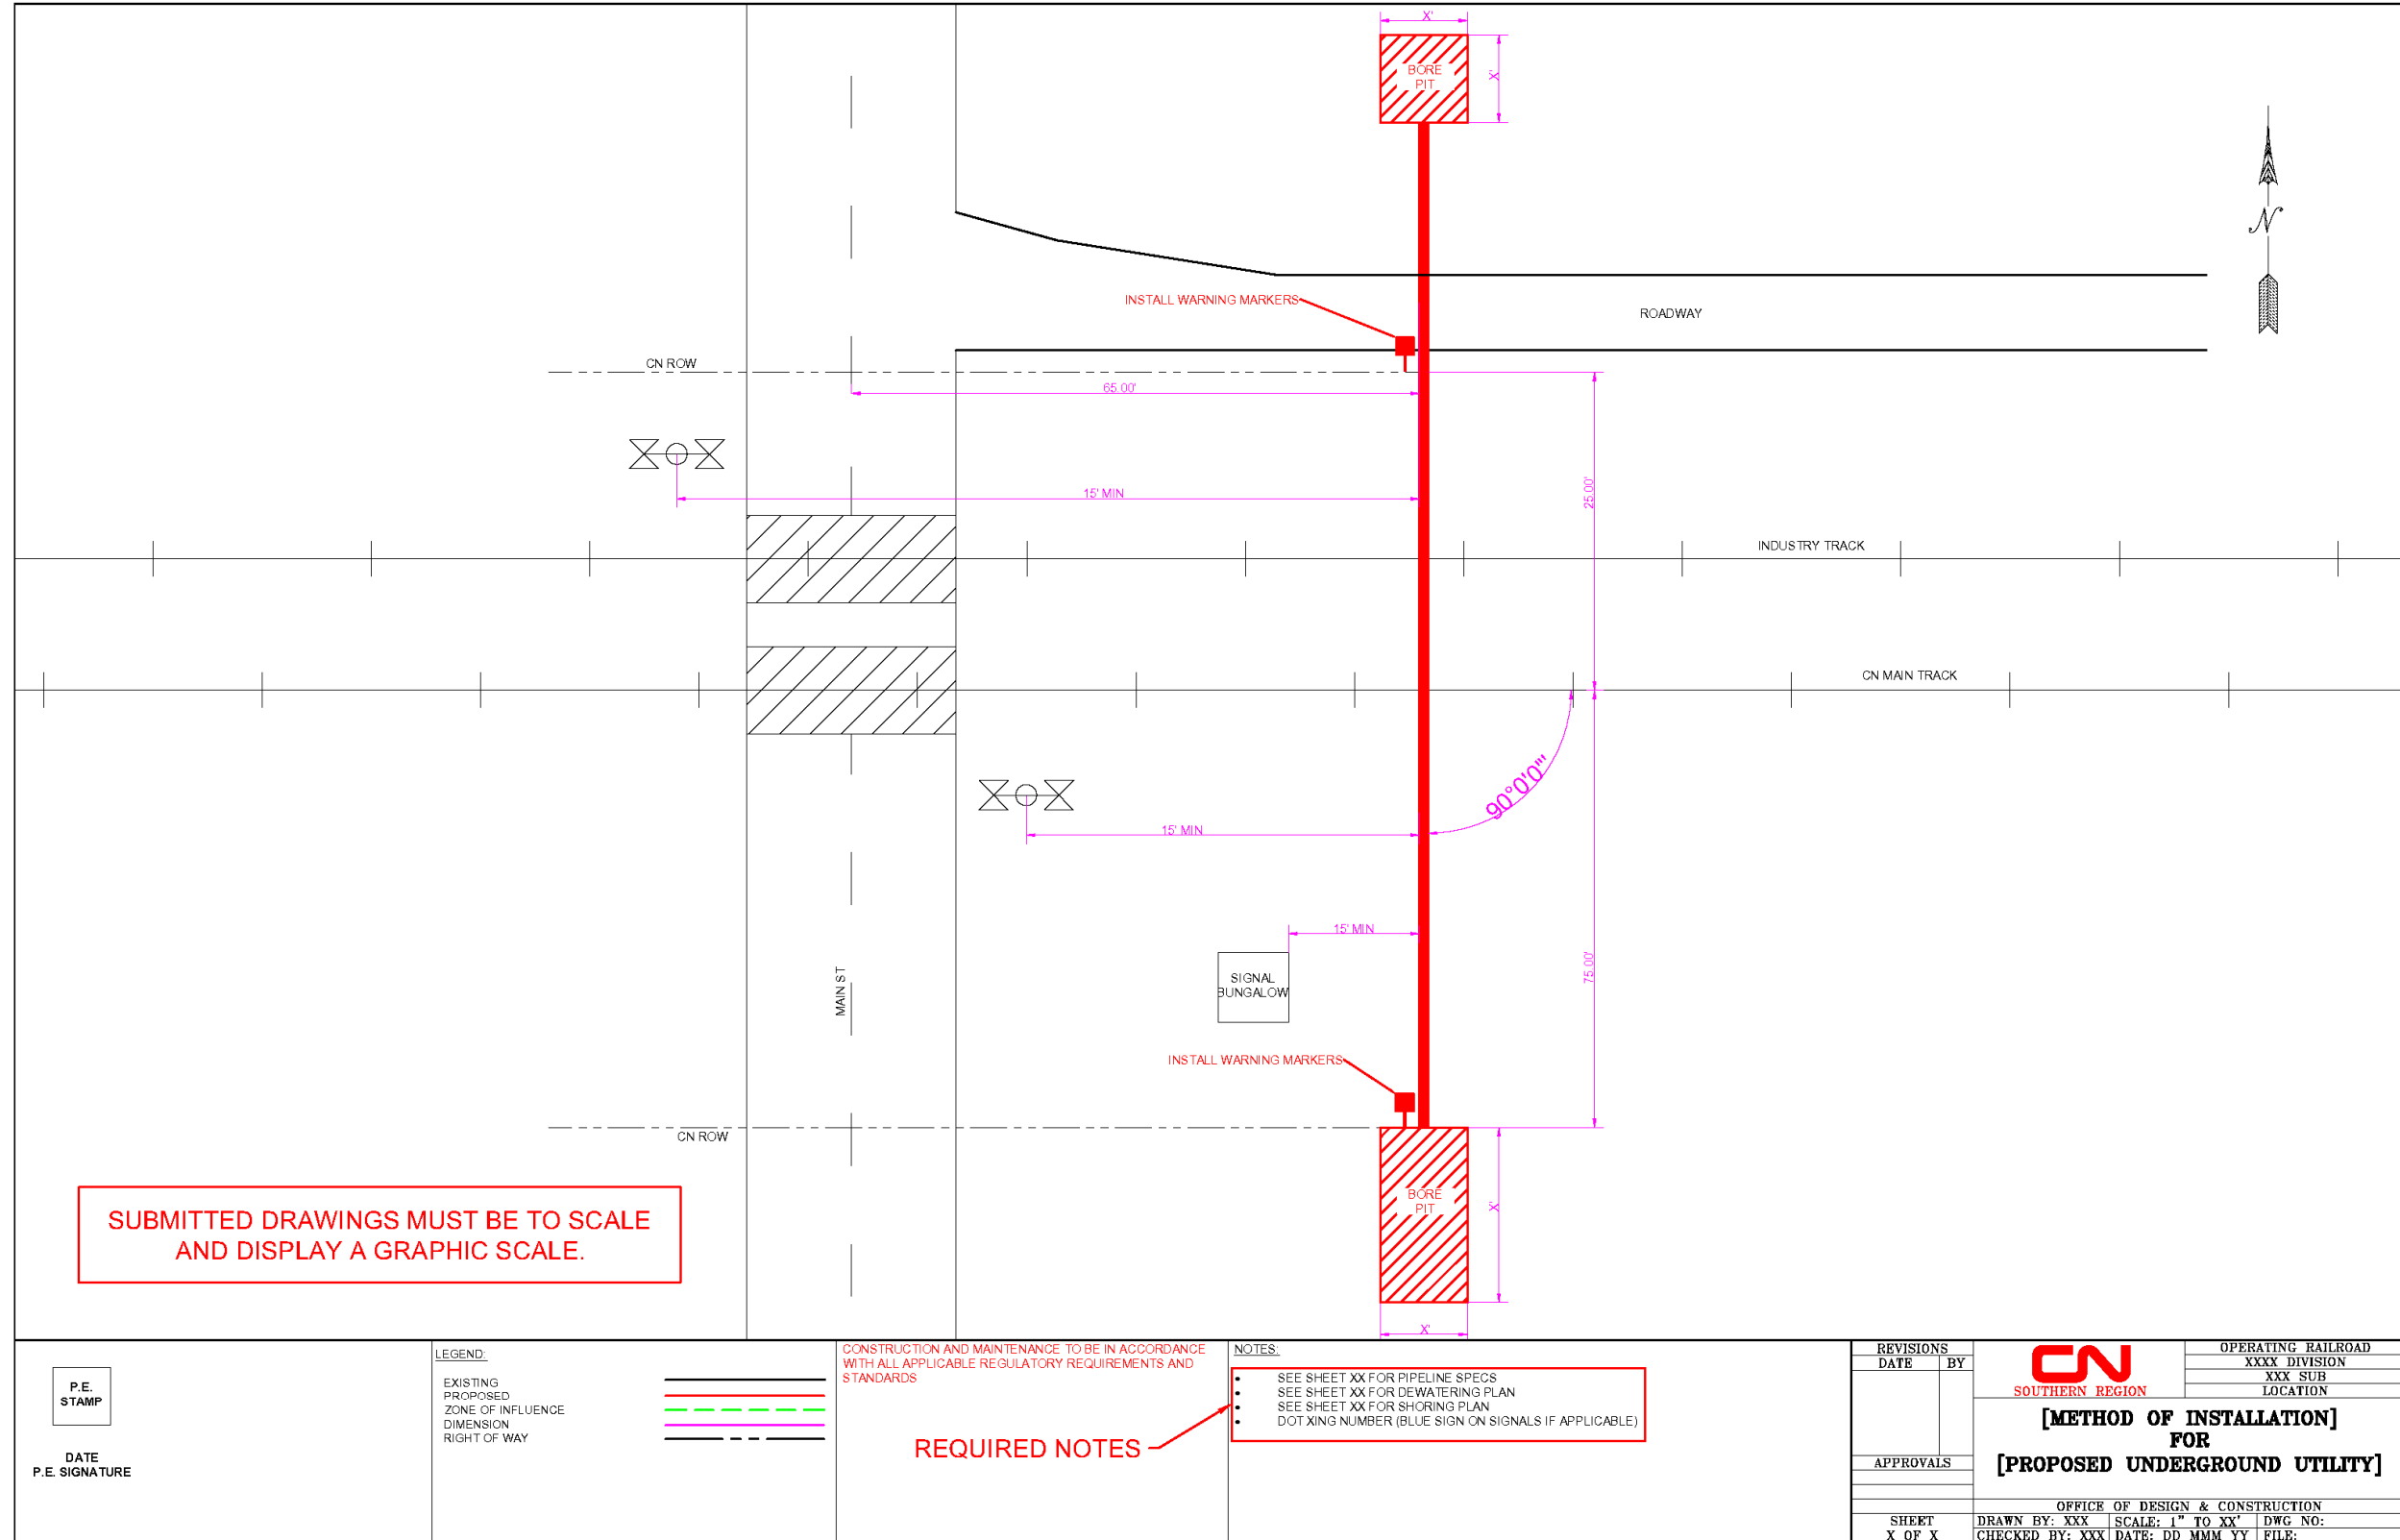 X'
BORE
PIT
X'
N
INSTALL WARNING MARKERS
ROADWAY
CN ROW
65.00'
15' MIN
25.00'
INDUSTRY TRACK
CN MAIN TRACK
90°0'0"
15' MIN
15' MIN
SIGNAL
BUNGALOW
75.00'
MAIN ST
INSTALL WARNING MARKERS
CN ROW
BORE
PIT
X'
X'
SUBMITTED DRAWINGS MUST BE TO SCALE
AND DISPLAY A GRAPHIC SCALE.
P.E.
STAMP
DATE
P.E. SIGNATURE
LEGEND:
EXISTING
PROPOSED
ZONE OF INFLUENCE
DIMENSION
RIGHT OF WAY
CONSTRUCTION AND MAINTENANCE TO BE IN ACCORDANCE
WITH ALL APPLICABLE REGULATORY REQUIREMENTS AND
STANDARDS
REQUIRED NOTES
NOTES:
• SEE SHEET XX FOR PIPELINE SPECS
• SEE SHEET XX FOR DEWATERING PLAN
• SEE SHEET XX FOR SHORING PLAN
• DOT XING NUMBER (BLUE SIGN ON SIGNALS IF APPLICABLE)
REVISIONS
DATE BY
APPROVALS
SHEET
X OF X
CN
SOUTHERN REGION
OPERATING RAILROAD
XXXX DIVISION
XXX SUB
LOCATION
[METHOD OF INSTALLATION]
FOR
[PROPOSED UNDERGROUND UTILITY]
OFFICE OF DESIGN & CONSTRUCTION
DRAWN BY: XXX SCALE: 1" TO XX' DWG NO:
CHECKED BY: XXX DATE: DD MMM YY FILE: